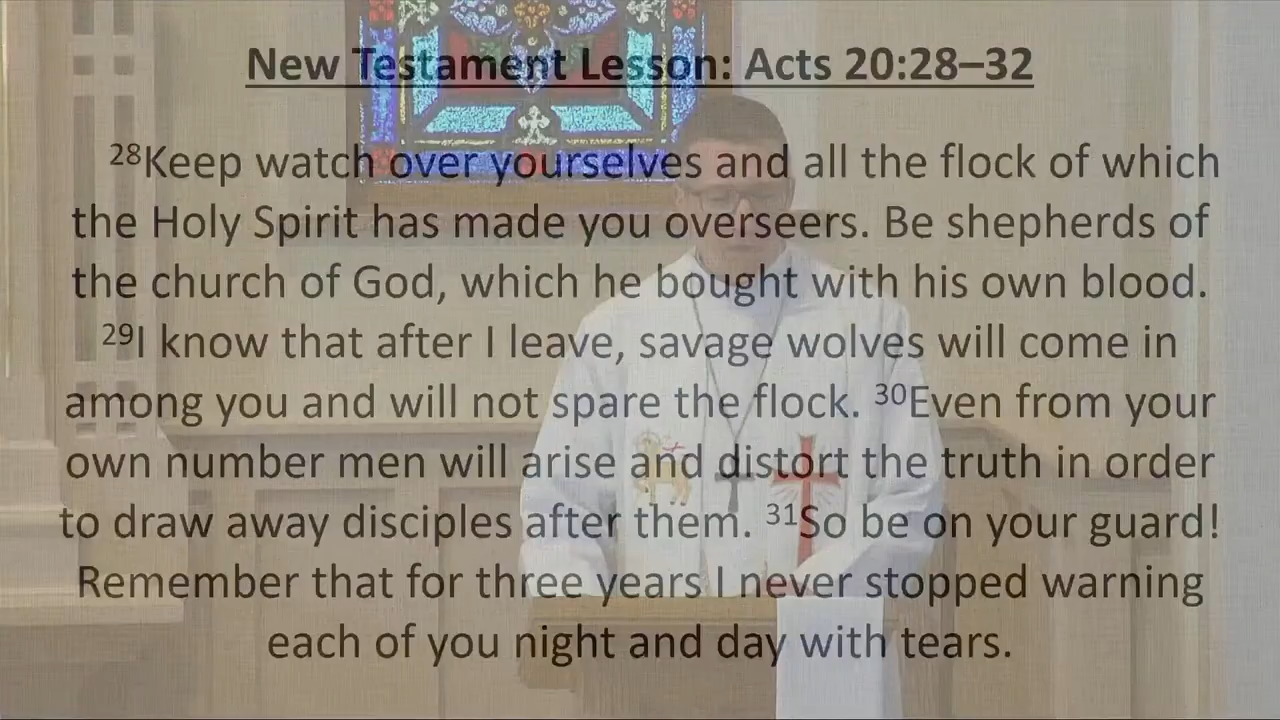 New Testament Lesson: Acts 20:28–32
²⁸Keep watch over yourselves and all the flock of which
the Holy Spirit has made you overseers. Be shepherds of
the church of God, which he bought with his own blood.
²⁹I know that after I leave, savage wolves will come in
among you and will not spare the flock. ³⁰Even from your
own number men will arise and distort the truth in order
to draw away disciples after them. ³¹So be on your guard!
Remember that for three years I never stopped warning
each of you night and day with tears.